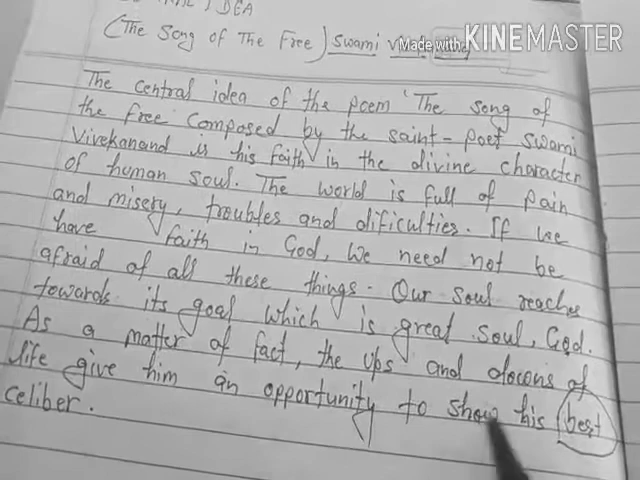 IDEA
(The Song of The Free) Swami
Made with KINEMASTER
The central idea of the poem 'The song of
the free composed by the saint-poet Swami
Vivekanand is his faith in the divine character
of human soul. The world is full of pain
and misery, troubles and dificulties. If we
have faith in God, we need not be
afraid of all these things. Our soul reaches
towards its goal which is great soul, God.
As a matter of fact, the ups and docons of
life give him an opportunity to show his best
celiber.